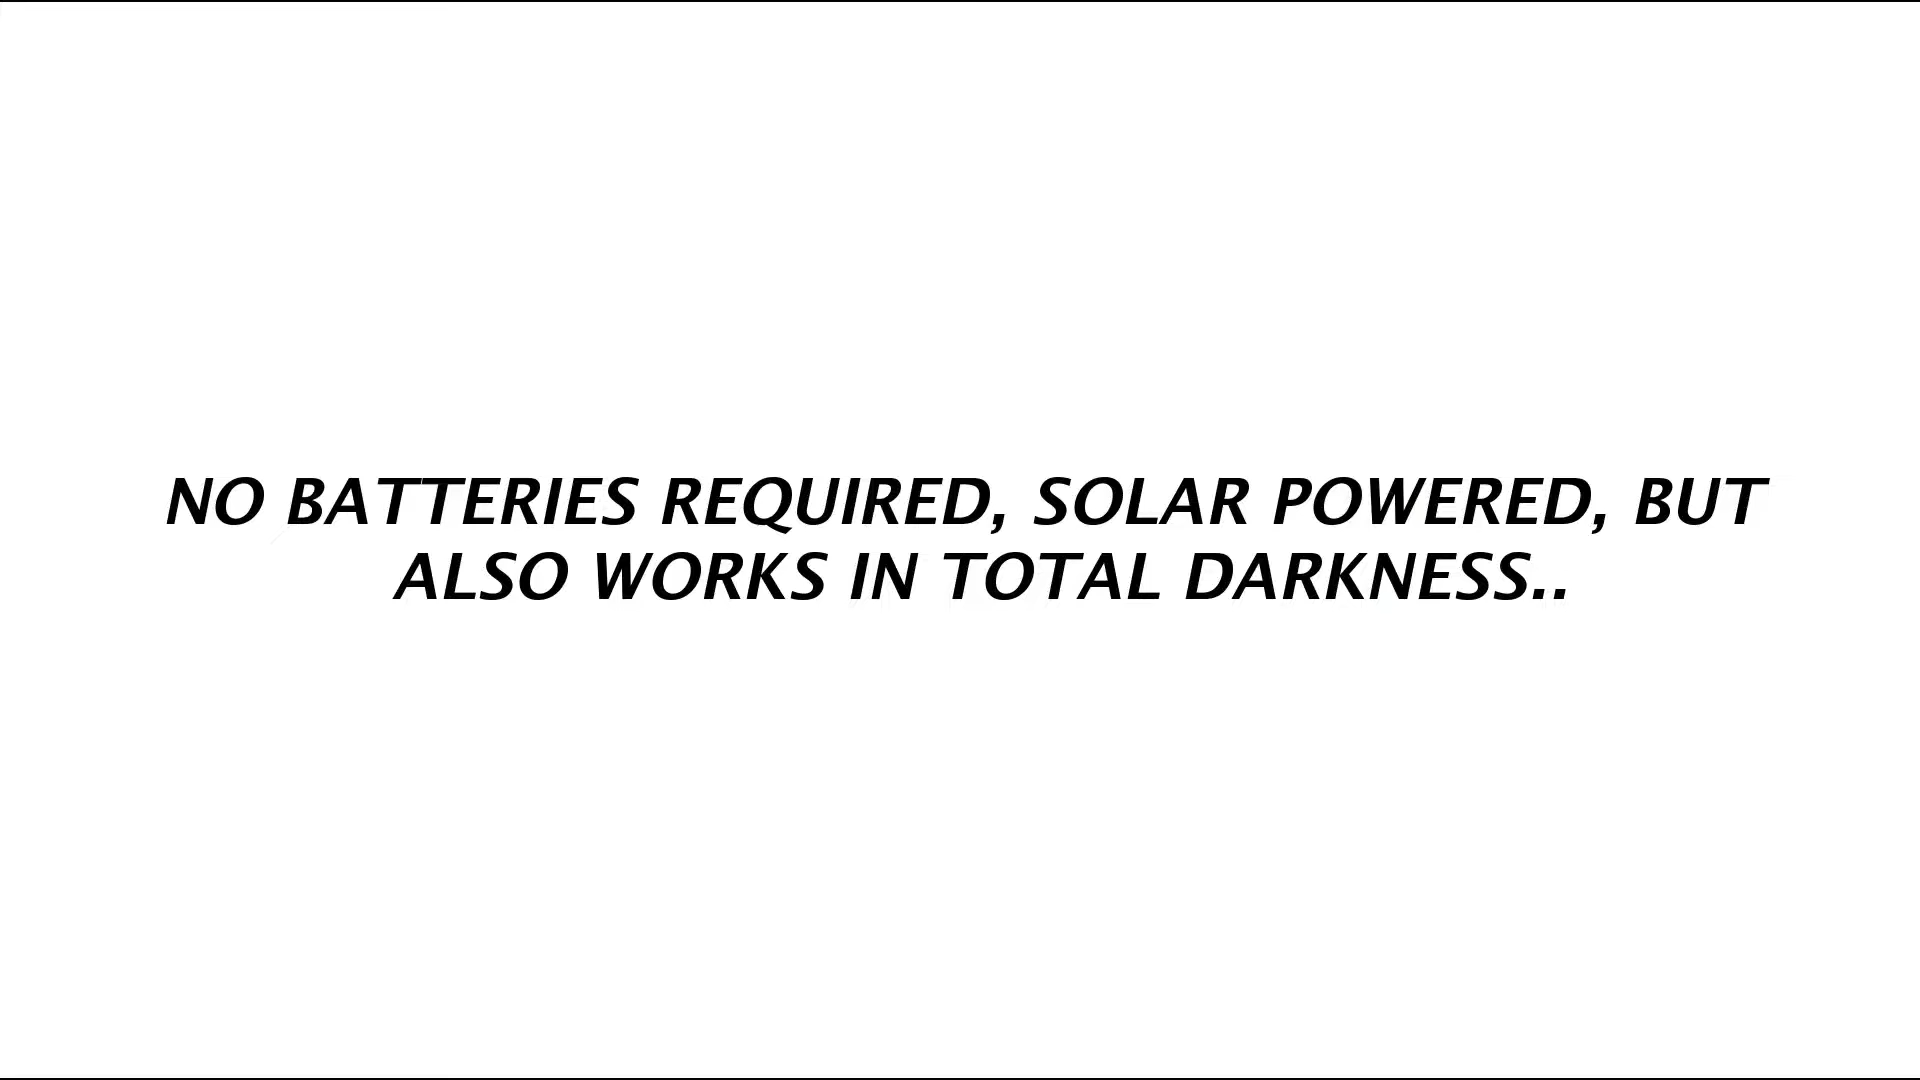 NO BATTERIES REQUIRED, SOLAR POWERED, BUT
ALSO WORKS IN TOTAL DARKNESS..